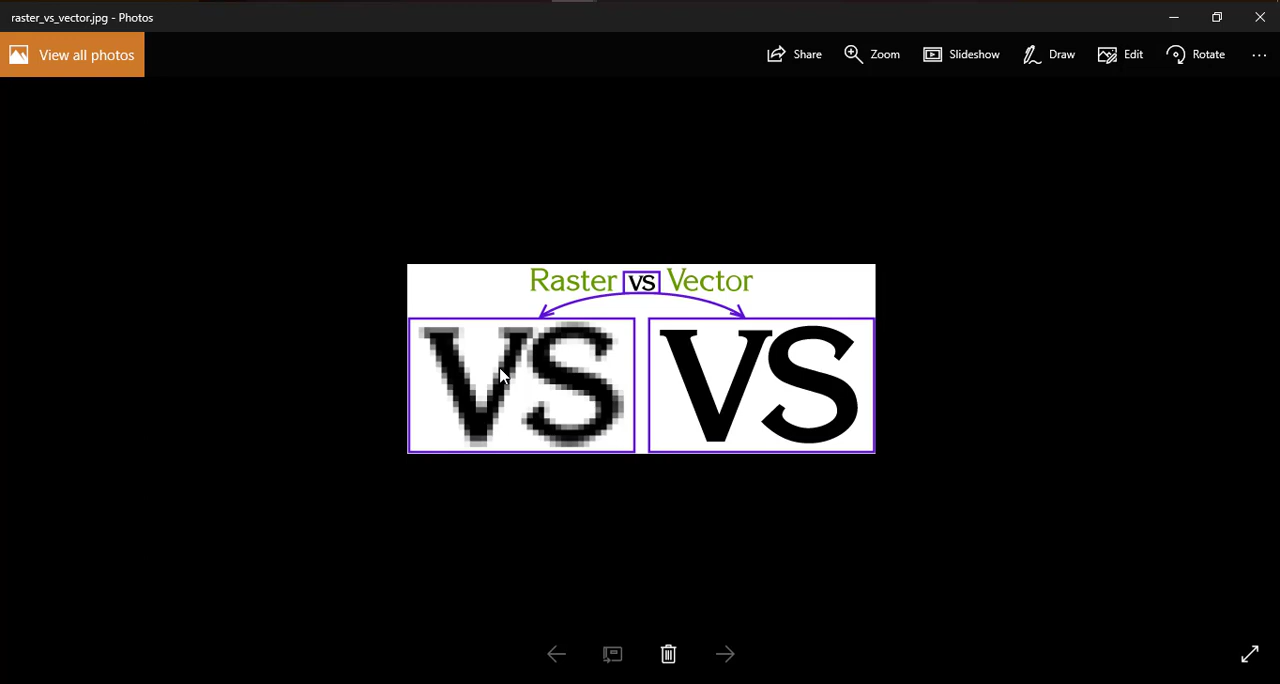 raster_vs_vector.jpg - Photos
View all photos
Share
Zoom
Slideshow
Draw
Edit
Rotate
Raster vs Vector
vs
vs